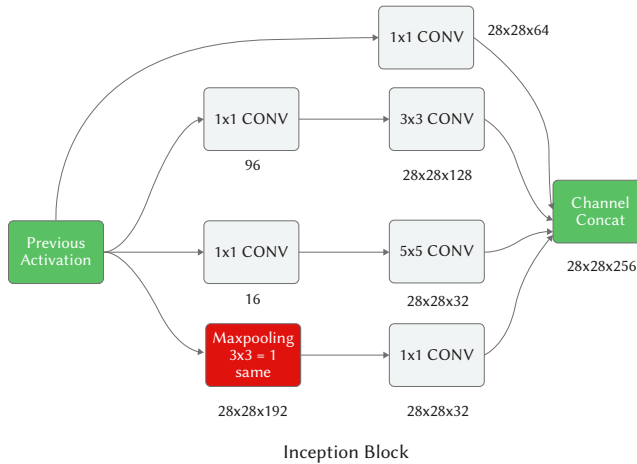 1x1 CONV
28x28x64
1x1 CONV
3x3 CONV
96
28x28x128
Channel
Concat
Previous
Activation
1x1 CONV
5x5 CONV
28x28x256
16
28x28x32
Maxpooling
3x3 = 1
same
1x1 CONV
28x28x192
28x28x32
Inception Block